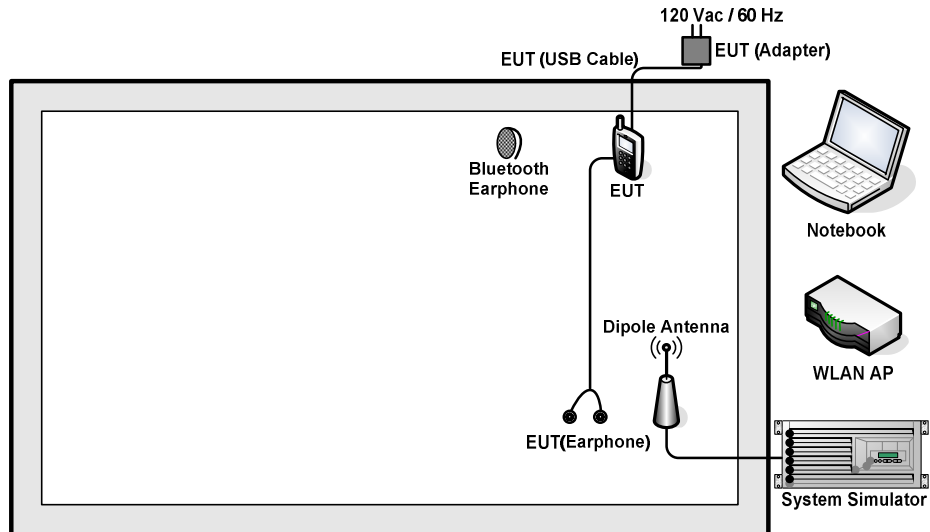 120 Vac / 60 Hz
EUT (USB Cable)
EUT (Adapter)
Bluetooth
Earphone
EUT
Notebook
Dipole Antenna
WLAN AP
EUT(Earphone)
System Simulator